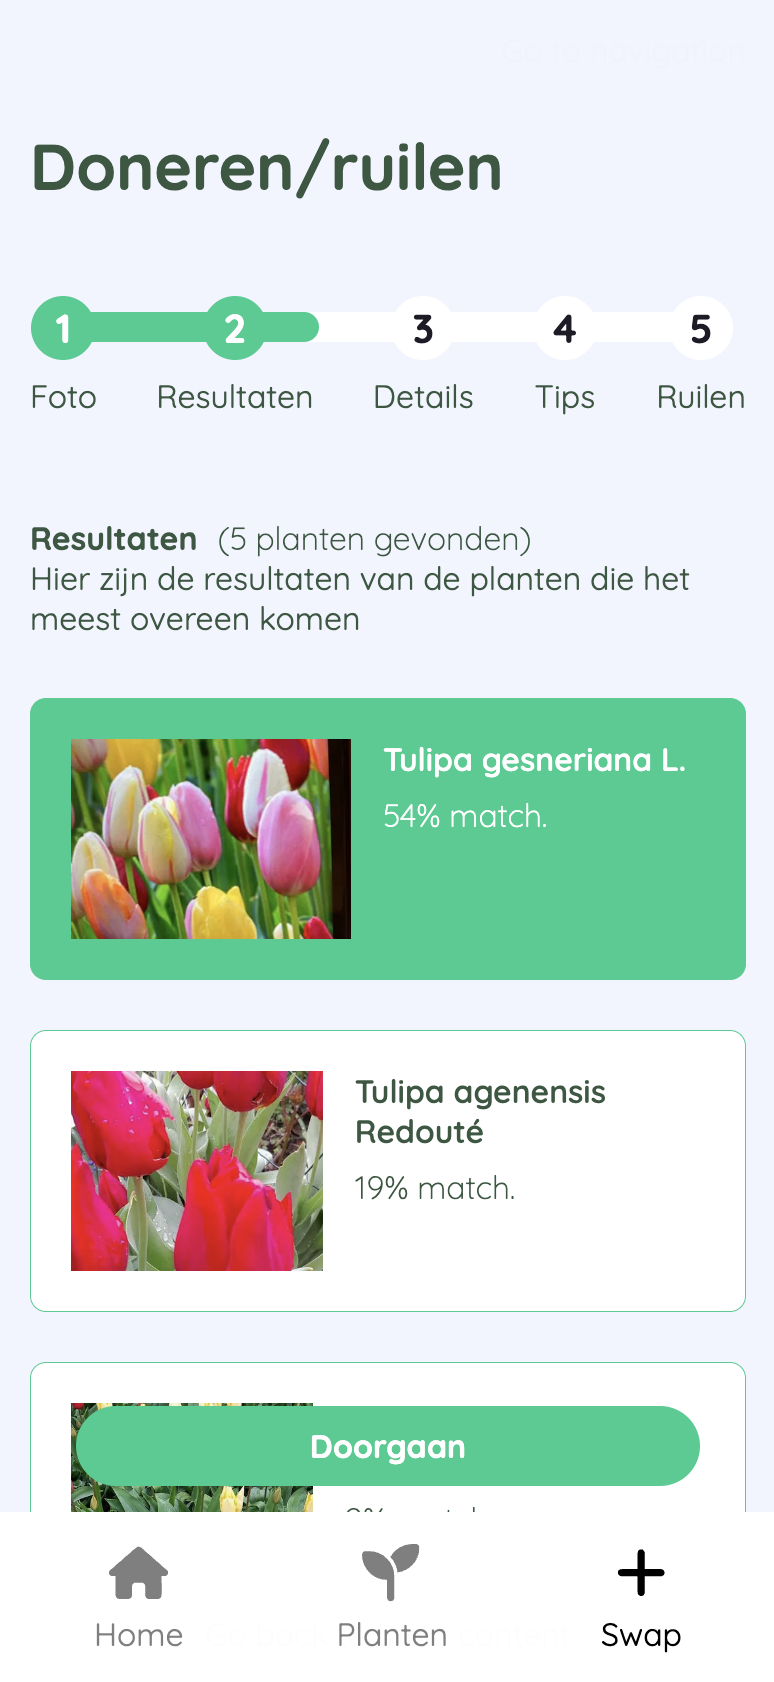 Go to navigation
Doneren/ruilen
1 2 3 4 5
Foto Resultaten Details Tips Ruilen
Resultaten (5 planten gevonden)
Hier zijn de resultaten van de planten die het
meest overeen komen
Tulipa gesneriana L.
54% match.
Tulipa agenensis
Redouté
19% match.
Doorgaan
Home Planten Swap